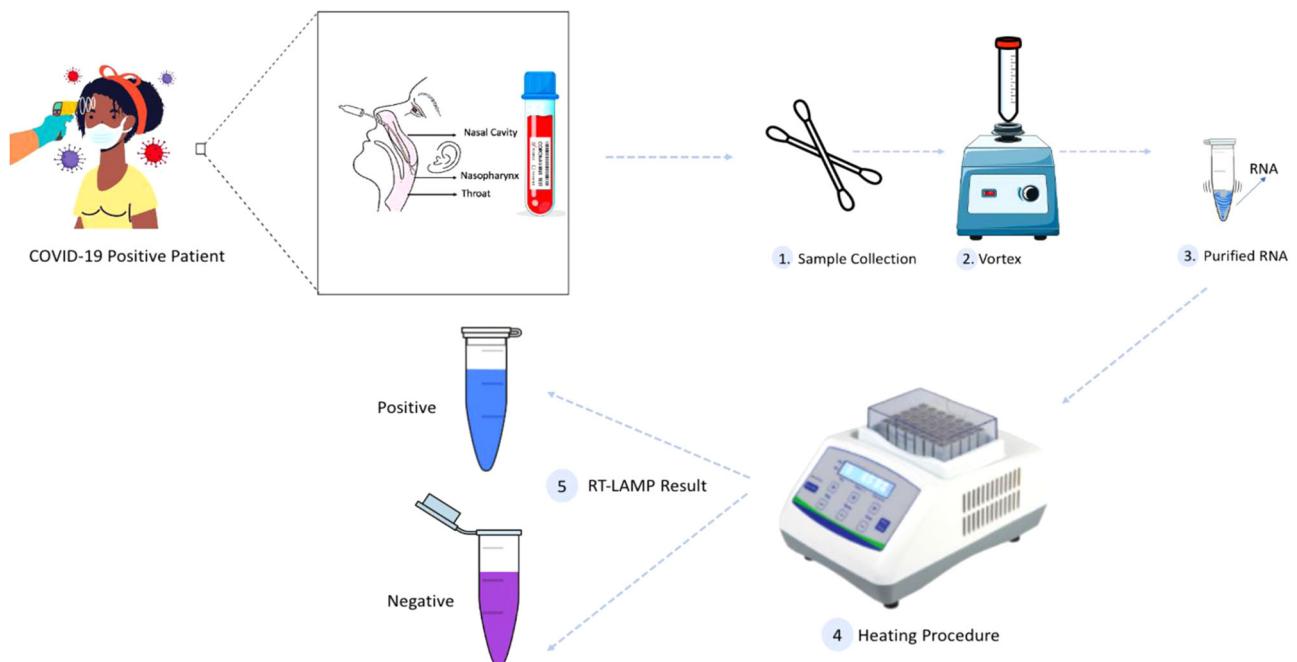 Nasal Cavity
Nasopharynx
Throat
COVID-19 Positive Patient
1. Sample Collection
2. Vortex
RNA
3. Purified RNA
Positive
5 RT-LAMP Result
Negative
4 Heating Procedure